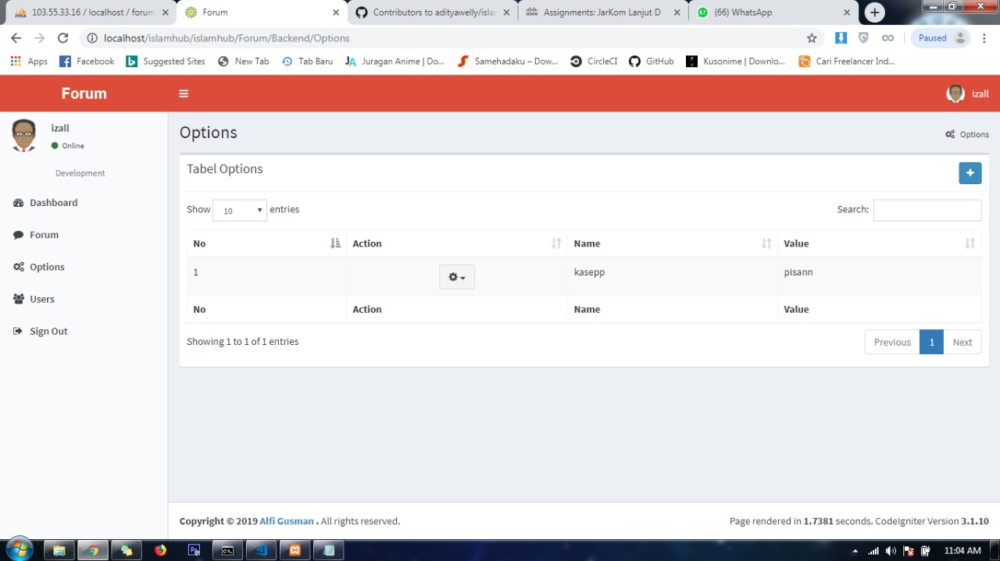 103.55.33.16 / localhost / forum
Forum
Contributors to adityawelly/islam
Assignments: JarKom Lanjut D
(66) WhatsApp
localhost/islamhub/islamhub/Forum/Backend/Options
Paused
Apps
Facebook
Suggested Sites
New Tab
Tab Baru
Juragan Anime | Do...
Samehadaku – Dow...
CircleCI
GitHub
Kusonime | Downlo...
Cari Freelancer Ind...
Forum
izall
izall
Online
Development
Dashboard
Forum
Options
Users
Sign Out
Options
Options
Tabel Options
Show 10 entries
Search:
No Action Name Value
1 kasepp pisann
No Action Name Value
Showing 1 to 1 of 1 entries
Previous 1 Next
Copyright © 2019 Alfi Gusman . All rights reserved.
Page rendered in 1.7381 seconds. CodeIgniter Version 3.1.10
11:04 AM